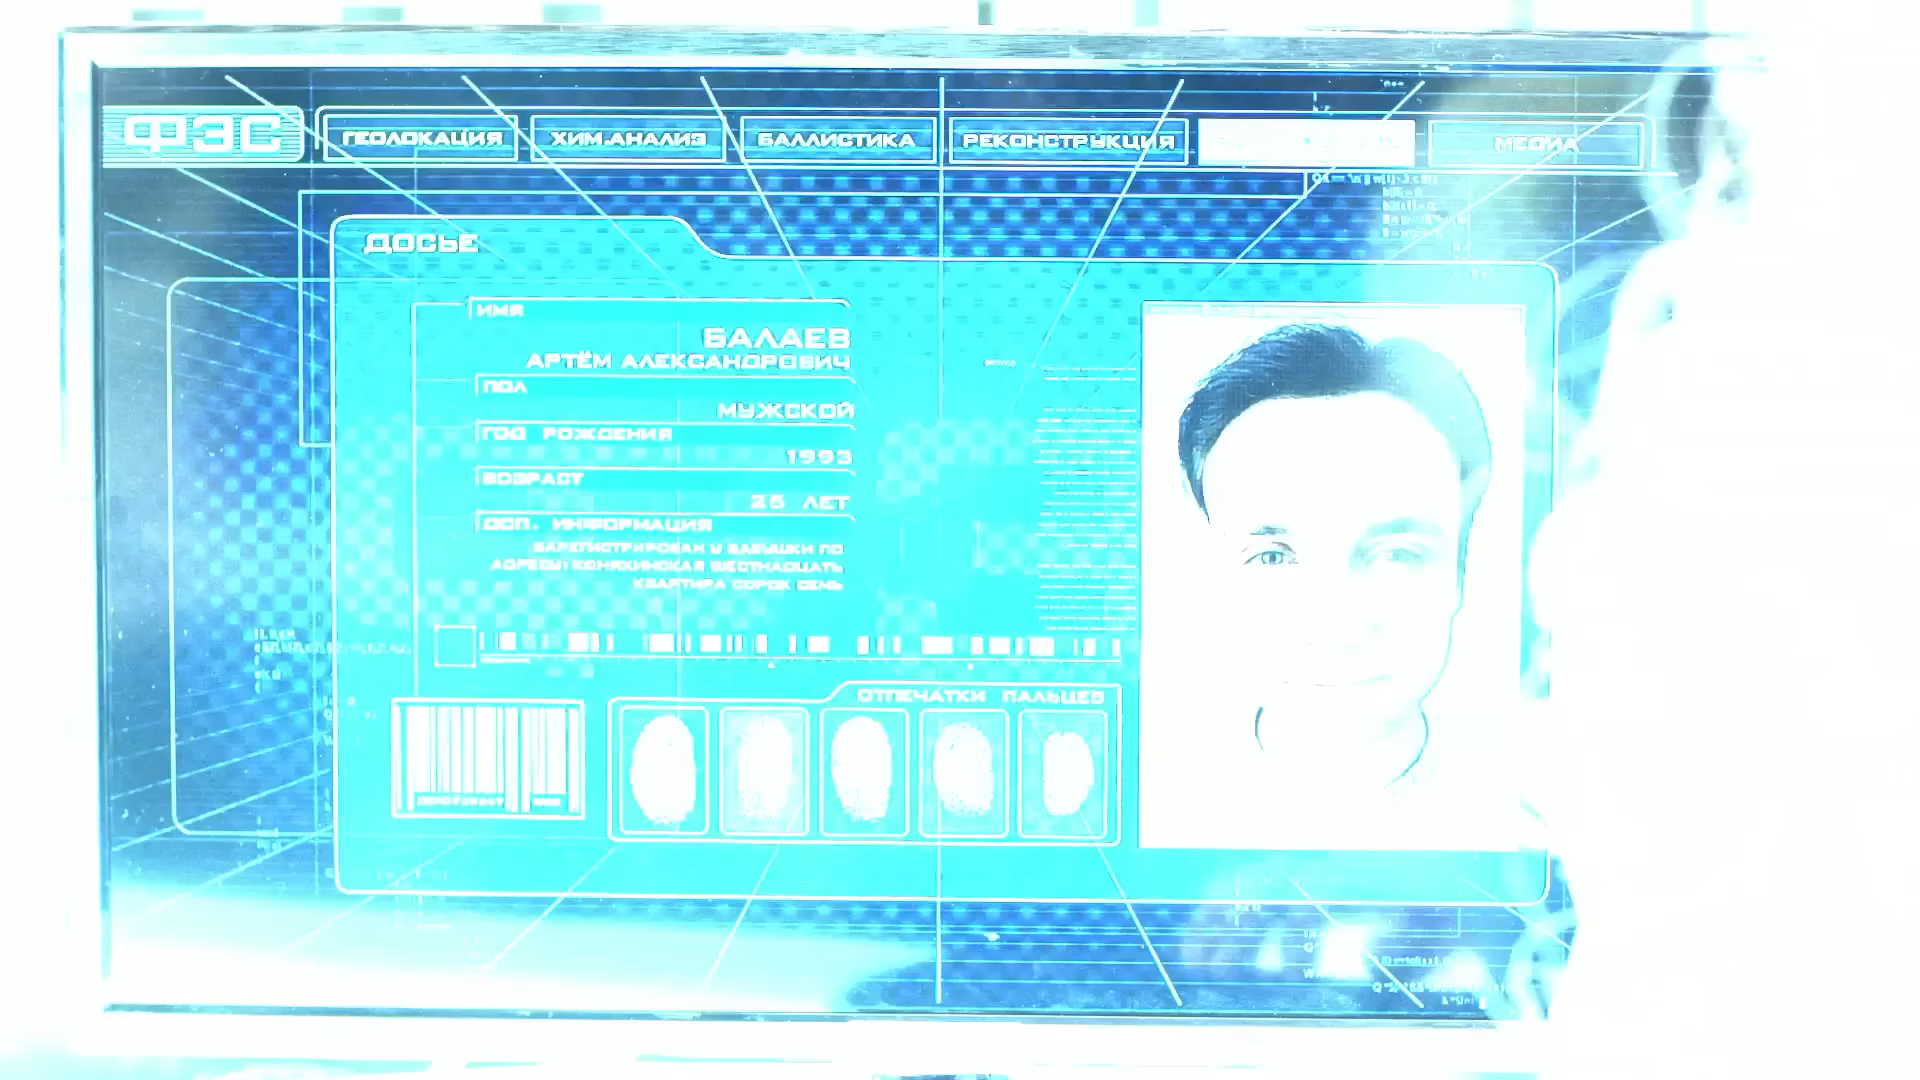 ФЭС
ГЕОЛОКАЦИЯ
ХИМ.АНАЛИЗ
БАЛЛИСТИКА
РЕКОНСТРУКЦИЯ
МЕДИА
ДОСЬЕ
ИМЯ
БАЛАЕВ
АРТЁМ АЛЕКСАНДРОВИЧ
ПОЛ
МУЖСКОЙ
ГОД РОЖДЕНИЯ
1993
ВОЗРАСТ
25 ЛЕТ
ДОП. ИНФОРМАЦИЯ
ЗАРЕГИСТРИРОВАН У БАБУШКИ ПО
АДРЕСУ: КОНЯХИНСКАЯ ШЕСТНАДЦАТЬ
КВАРТИРА СОРОК СЕМЬ
ОТПЕЧАТКИ ПАЛЬЦЕВ